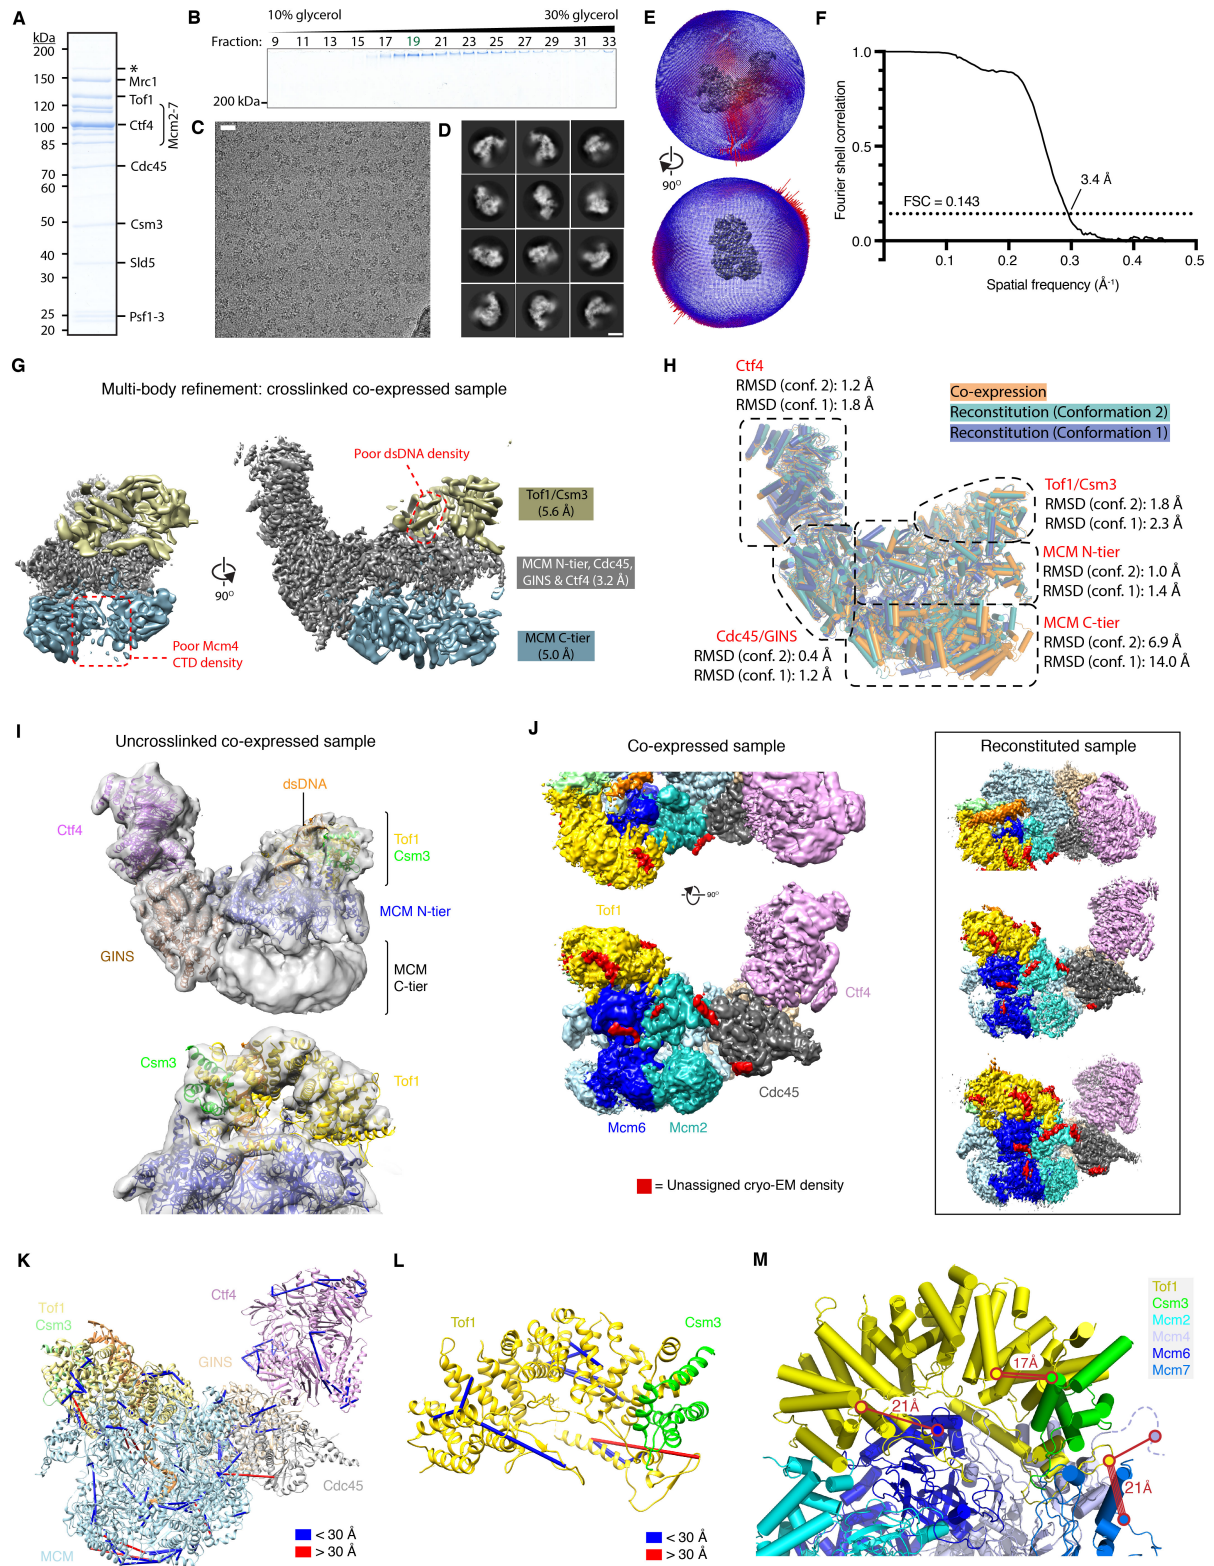 A
kDa
200
150
120
100
85
70
60
50
40
30
25
20
*
Mrc1
Tof1
Ctf4
Mcm2-7
Cdc45
Csm3
Sld5
Psf1-3
B
10% glycerol
30% glycerol
Fraction: 9 11 13 15 17 19 21 23 25 27 29 31 33
200 kDa
C
D
E
90°
F
Fourier shell correlation
1.0
0.5
0.0
FSC = 0.143
3.4 Å
0.1 0.2 0.3 0.4 0.5
Spatial frequency (Å-1)
G
Multi-body refinement: crosslinked co-expressed sample
Poor dsDNA density
90°
Poor Mcm4
CTD density
Tof1/Csm3
(5.6 Å)
MCM N-tier, Cdc45,
GINS & Ctf4 (3.2 Å)
MCM C-tier
(5.0 Å)
H
Ctf4
RMSD (conf. 2): 1.2 Å
RMSD (conf. 1): 1.8 Å
Co-expression
Reconstitution (Conformation 2)
Reconstitution (Conformation 1)
Tof1/Csm3
RMSD (conf. 2): 1.8 Å
RMSD (conf. 1): 2.3 Å
MCM N-tier
RMSD (conf. 2): 1.0 Å
RMSD (conf. 1): 1.4 Å
MCM C-tier
RMSD (conf. 2): 6.9 Å
RMSD (conf. 1): 14.0 Å
Cdc45/GINS
RMSD (conf. 2): 0.4 Å
RMSD (conf. 1): 1.2 Å
I
Uncrosslinked co-expressed sample
dsDNA
Ctf4
Tof1
Csm3
MCM N-tier
GINS
MCM
C-tier
Csm3
Tof1
J
Co-expressed sample
90°
Tof1
Ctf4
Cdc45
Mcm6
Mcm2
= Unassigned cryo-EM density
Reconstituted sample
K
Tof1
Csm3
Ctf4
GINS
Cdc45
MCM
< 30 Å
> 30 Å
L
Tof1
Csm3
< 30 Å
> 30 Å
M
17Å
21Å
21Å
Tof1
Csm3
Mcm2
Mcm4
Mcm6
Mcm7